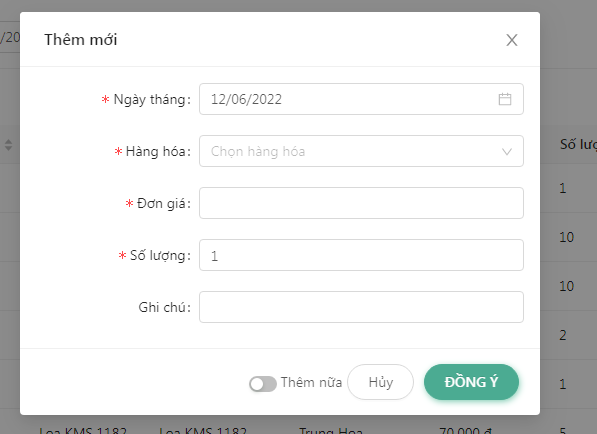 /20
Thêm mới
* Ngày tháng: 12/06/2022
* Hàng hóa: Chọn hàng hóa
Số lượ
* Đơn giá:
1
* Số lượng: 1
10
10
Ghi chú:
2
Thêm nữa Hủy ĐỒNG Ý
1
Loa KMS 1182 Loa KMS 1182 Trung Hoa 70.000 đ 5